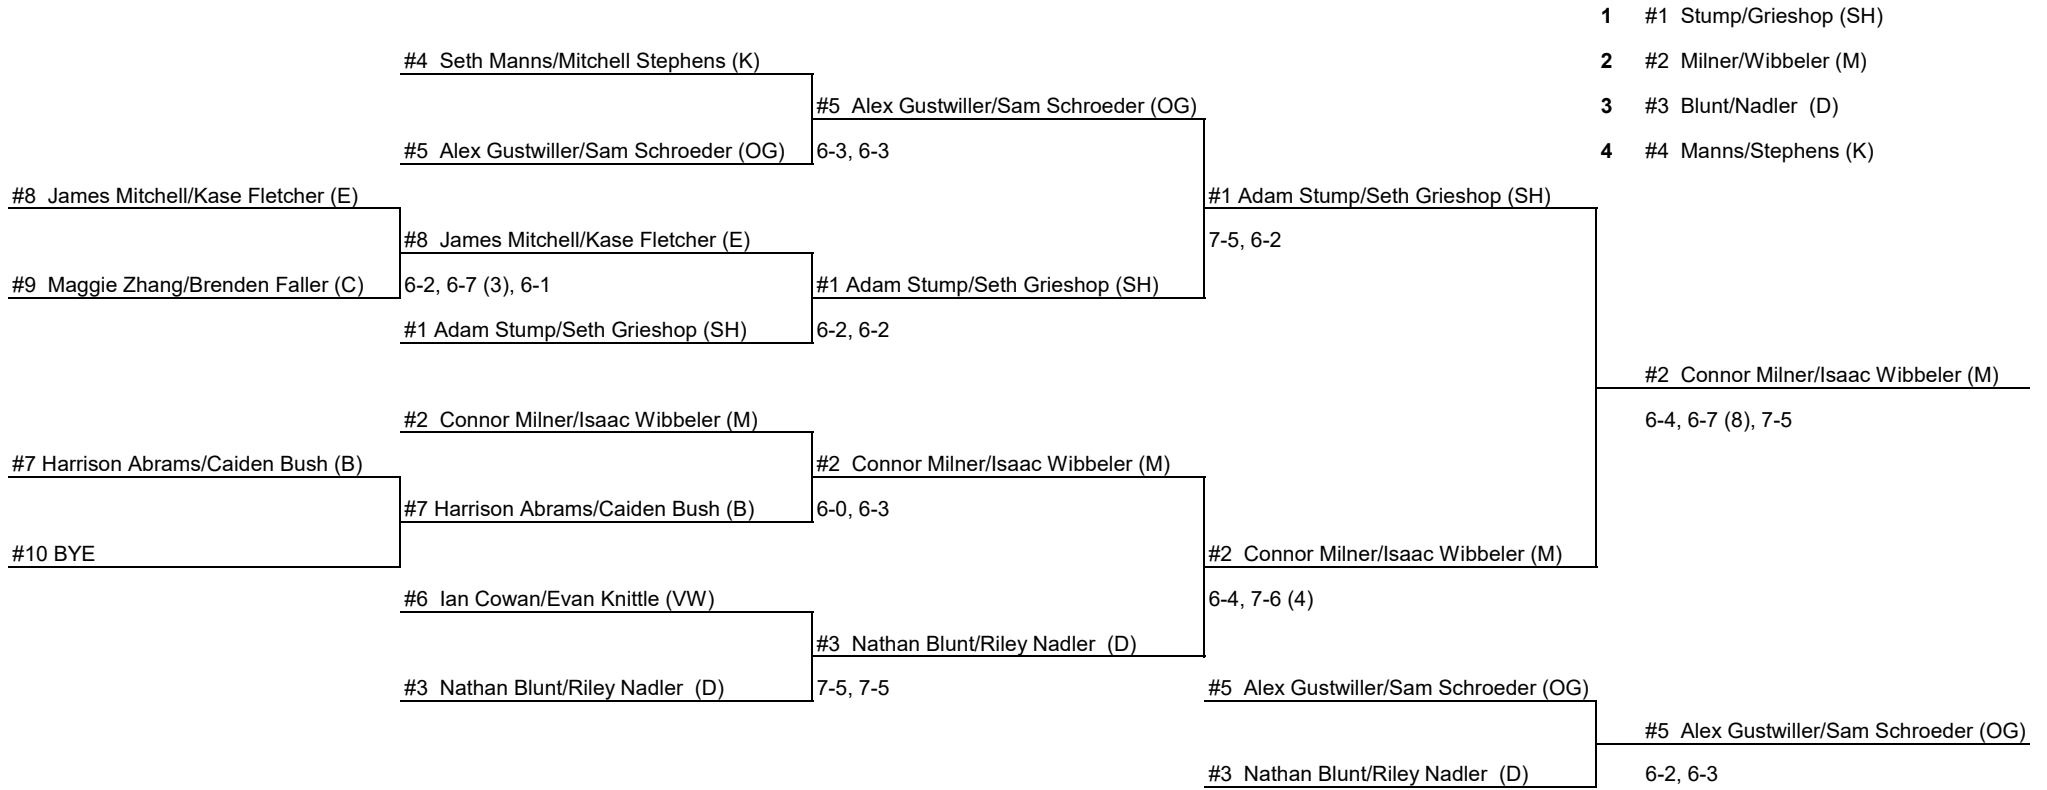 1 #1 Stump/Grieshop (SH)
#4 Seth Manns/Mitchell Stephens (K)
2 #2 Milner/Wibbeler (M)
#5 Alex Gustwiller/Sam Schroeder (OG)
3 #3 Blunt/Nadler (D)
#5 Alex Gustwiller/Sam Schroeder (OG)
6-3, 6-3
4 #4 Manns/Stephens (K)
#8 James Mitchell/Kase Fletcher (E)
#1 Adam Stump/Seth Grieshop (SH)
#8 James Mitchell/Kase Fletcher (E)
7-5, 6-2
#9 Maggie Zhang/Brenden Faller (C)
6-2, 6-7 (3), 6-1
#1 Adam Stump/Seth Grieshop (SH)
#1 Adam Stump/Seth Grieshop (SH)
6-2, 6-2
#2 Connor Milner/Isaac Wibbeler (M)
#2 Connor Milner/Isaac Wibbeler (M)
6-4, 6-7 (8), 7-5
#7 Harrison Abrams/Caiden Bush (B)
#2 Connor Milner/Isaac Wibbeler (M)
#7 Harrison Abrams/Caiden Bush (B)
6-0, 6-3
#10 BYE
#2 Connor Milner/Isaac Wibbeler (M)
#6 Ian Cowan/Evan Knittle (VW)
6-4, 7-6 (4)
#3 Nathan Blunt/Riley Nadler (D)
#3 Nathan Blunt/Riley Nadler (D)
7-5, 7-5
#5 Alex Gustwiller/Sam Schroeder (OG)
#5 Alex Gustwiller/Sam Schroeder (OG)
#3 Nathan Blunt/Riley Nadler (D)
6-2, 6-3